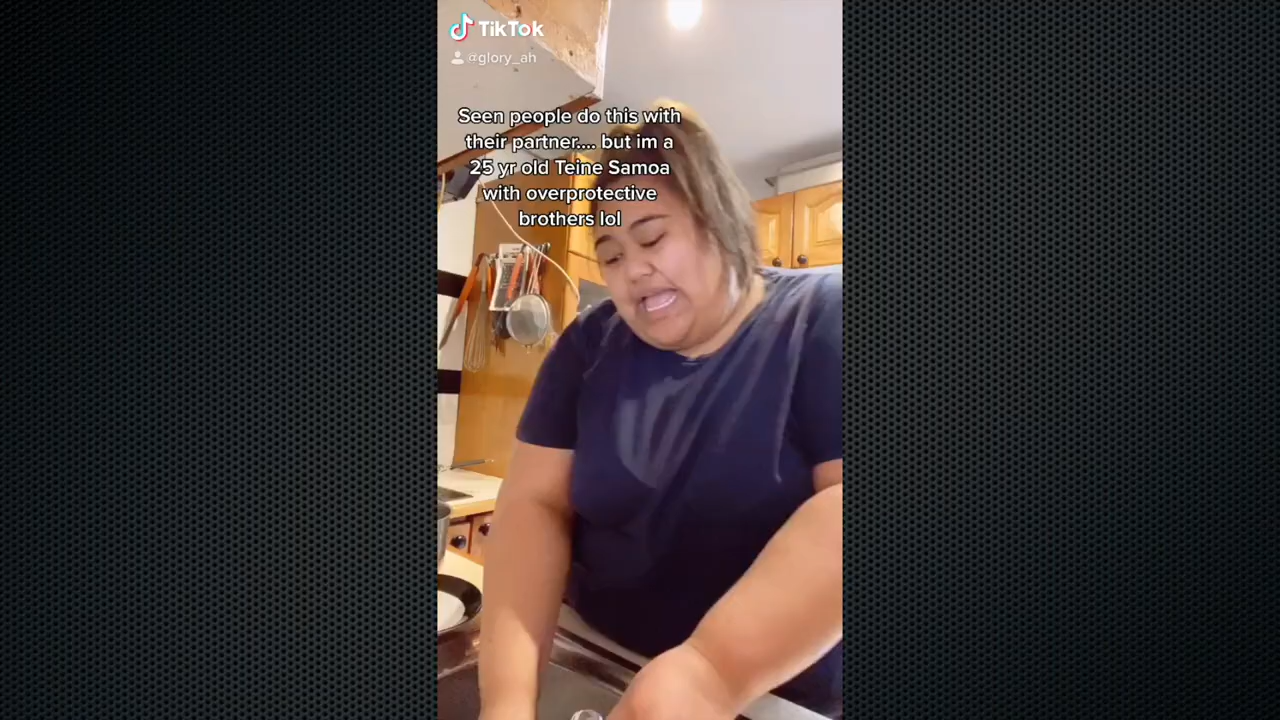 TikTok
@glory_ah
Seen people do this with
their partner.... but im a
25 yr old Teine Samoa
with overprotective
brothers lol